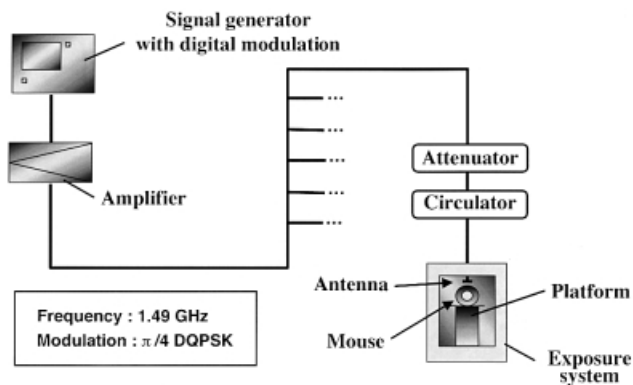 Signal generator
with digital modulation
Amplifier
...
...
...
...
...
Attenuator
Circulator
Antenna
Mouse
Platform
Exposure
system
Frequency : 1.49 GHz
Modulation : π/4 DQPSK